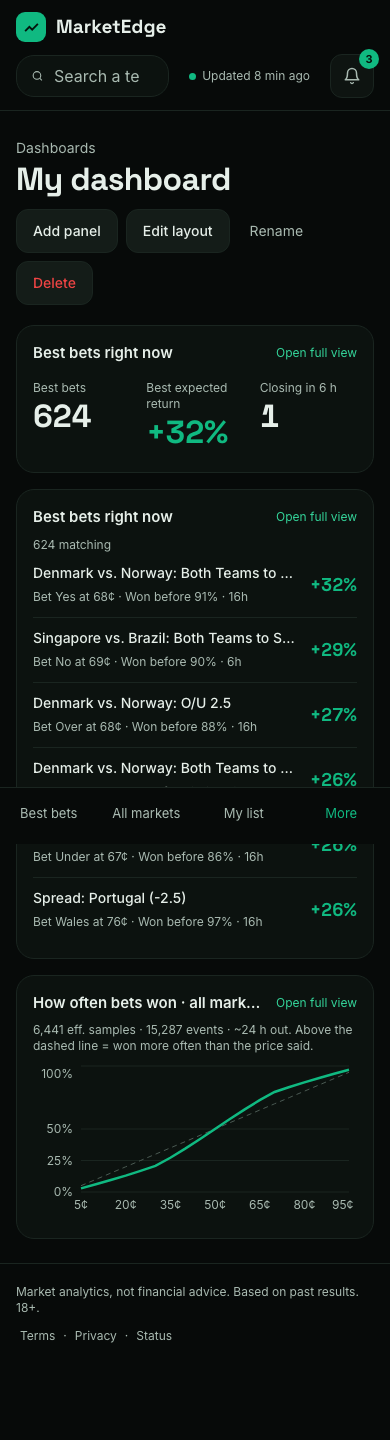 MarketEdge
Search a te
Updated 8 min ago
3
Dashboards
My dashboard
Add panel
Edit layout
Rename
Delete
Best bets right now
Open full view
Best bets
624
Best expected
return
+32%
Closing in 6 h
1
Best bets right now
Open full view
624 matching
Denmark vs. Norway: Both Teams to ...
Bet Yes at 68¢ · Won before 91% · 16h
+32%
Singapore vs. Brazil: Both Teams to S...
Bet No at 69¢ · Won before 90% · 6h
+29%
Denmark vs. Norway: O/U 2.5
Bet Over at 68¢ · Won before 88% · 16h
+27%
Denmark vs. Norway: Both Teams to ...
+26%
Best bets
All markets
My list
More
Bet Under at 67¢ · Won before 86% · 16h
+26%
Spread: Portugal (-2.5)
Bet Wales at 76¢ · Won before 97% · 16h
+26%
How often bets won · all mark...
Open full view
6,441 eff. samples · 15,287 events · ~24 h out. Above the
dashed line = won more often than the price said.
100%
50%
25%
0%
5¢ 20¢ 35¢ 50¢ 65¢ 80¢ 95¢
Market analytics, not financial advice. Based on past results.
18+.
Terms · Privacy · Status